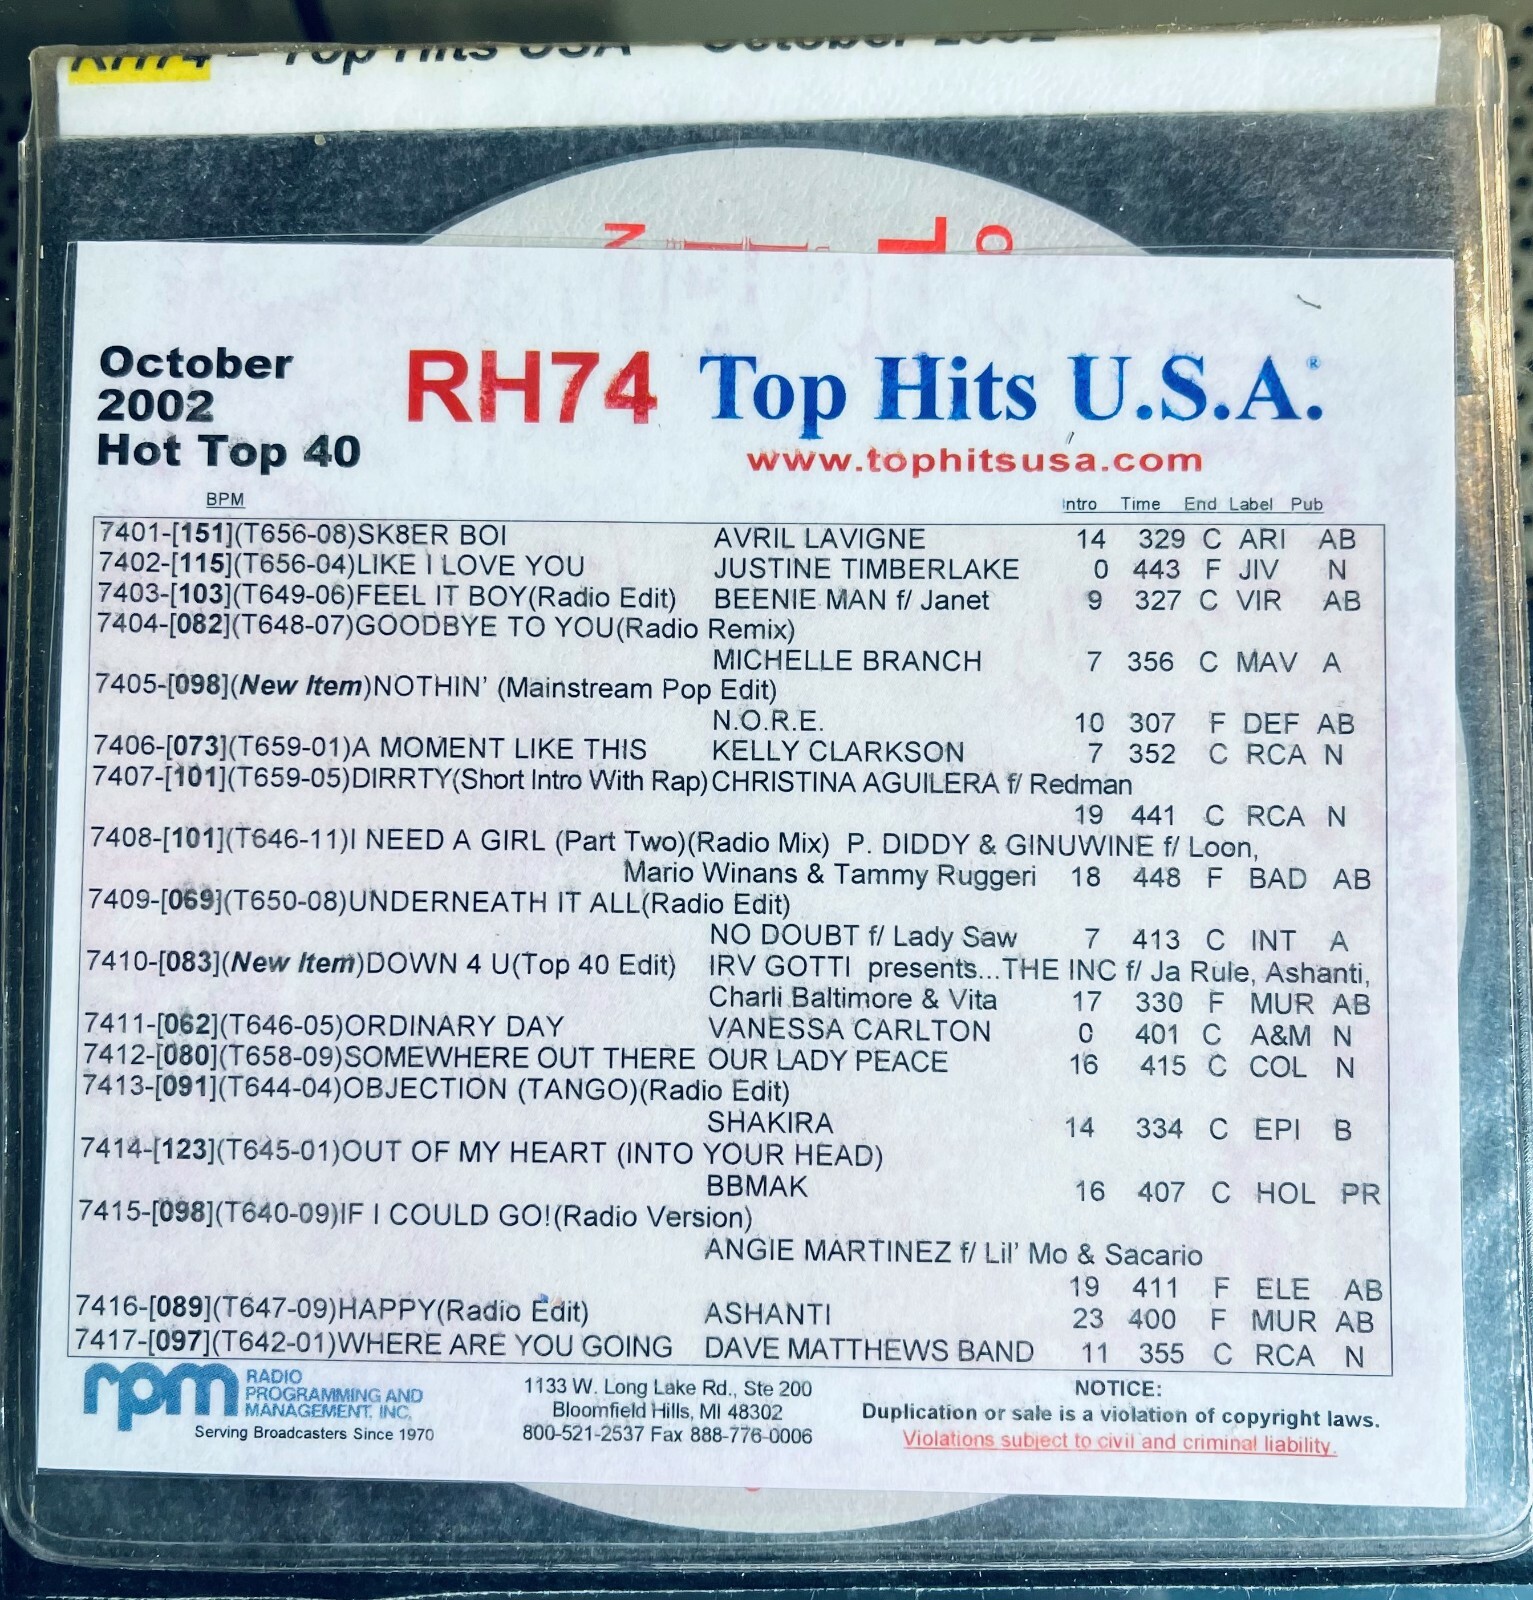 RH74 – Top Hits USA – October 2002
October
2002
Hot Top 40
RH74 Top Hits U.S.A.®
www.tophitsusa.com
BPM Intro Time End Label Pub
7401-[151](T656-08)SK8ER BOI AVRIL LAVIGNE 14 329 C ARI AB
7402-[115](T656-04)LIKE I LOVE YOU JUSTINE TIMBERLAKE 0 443 F JIV N
7403-[103](T649-06)FEEL IT BOY(Radio Edit) BEENIE MAN f/ Janet 9 327 C VIR AB
7404-[082](T648-07)GOODBYE TO YOU(Radio Remix)
MICHELLE BRANCH 7 356 C MAV A
7405-[098](New Item)NOTHIN' (Mainstream Pop Edit)
N.O.R.E. 10 307 F DEF AB
7406-[073](T659-01)A MOMENT LIKE THIS KELLY CLARKSON 7 352 C RCA N
7407-[101](T659-05)DIRRTY(Short Intro With Rap)CHRISTINA AGUILERA f/ Redman
19 441 C RCA N
7408-[101](T646-11)I NEED A GIRL (Part Two)(Radio Mix) P. DIDDY & GINUWINE f/ Loon,
Mario Winans & Tammy Ruggeri 18 448 F BAD AB
7409-[069](T650-08)UNDERNEATH IT ALL(Radio Edit)
NO DOUBT f/ Lady Saw 7 413 C INT A
7410-[083](New Item)DOWN 4 U(Top 40 Edit) IRV GOTTI presents...THE INC f/ Ja Rule, Ashanti,
Charli Baltimore & Vita 17 330 F MUR AB
7411-[062](T646-05)ORDINARY DAY VANESSA CARLTON 0 401 C A&M N
7412-[080](T658-09)SOMEWHERE OUT THERE OUR LADY PEACE 16 415 C COL N
7413-[091](T644-04)OBJECTION (TANGO)(Radio Edit)
SHAKIRA 14 334 C EPI B
7414-[123](T645-01)OUT OF MY HEART (INTO YOUR HEAD)
BBMAK 16 407 C HOL PR
7415-[098](T640-09)IF I COULD GO!(Radio Version)
ANGIE MARTINEZ f/ Lil' Mo & Sacario
19 411 F ELE AB
7416-[089](T647-09)HAPPY(Radio Edit) ASHANTI 23 400 F MUR AB
7417-[097](T642-01)WHERE ARE YOU GOING DAVE MATTHEWS BAND 11 355 C RCA N
rpm RADIO
PROGRAMMING AND
MANAGEMENT, INC.
Serving Broadcasters Since 1970
1133 W. Long Lake Rd., Ste 200
Bloomfield Hills, MI 48302
800-521-2537 Fax 888-776-0006
NOTICE:
Duplication or sale is a violation of copyright laws.
Violations subject to civil and criminal liability.